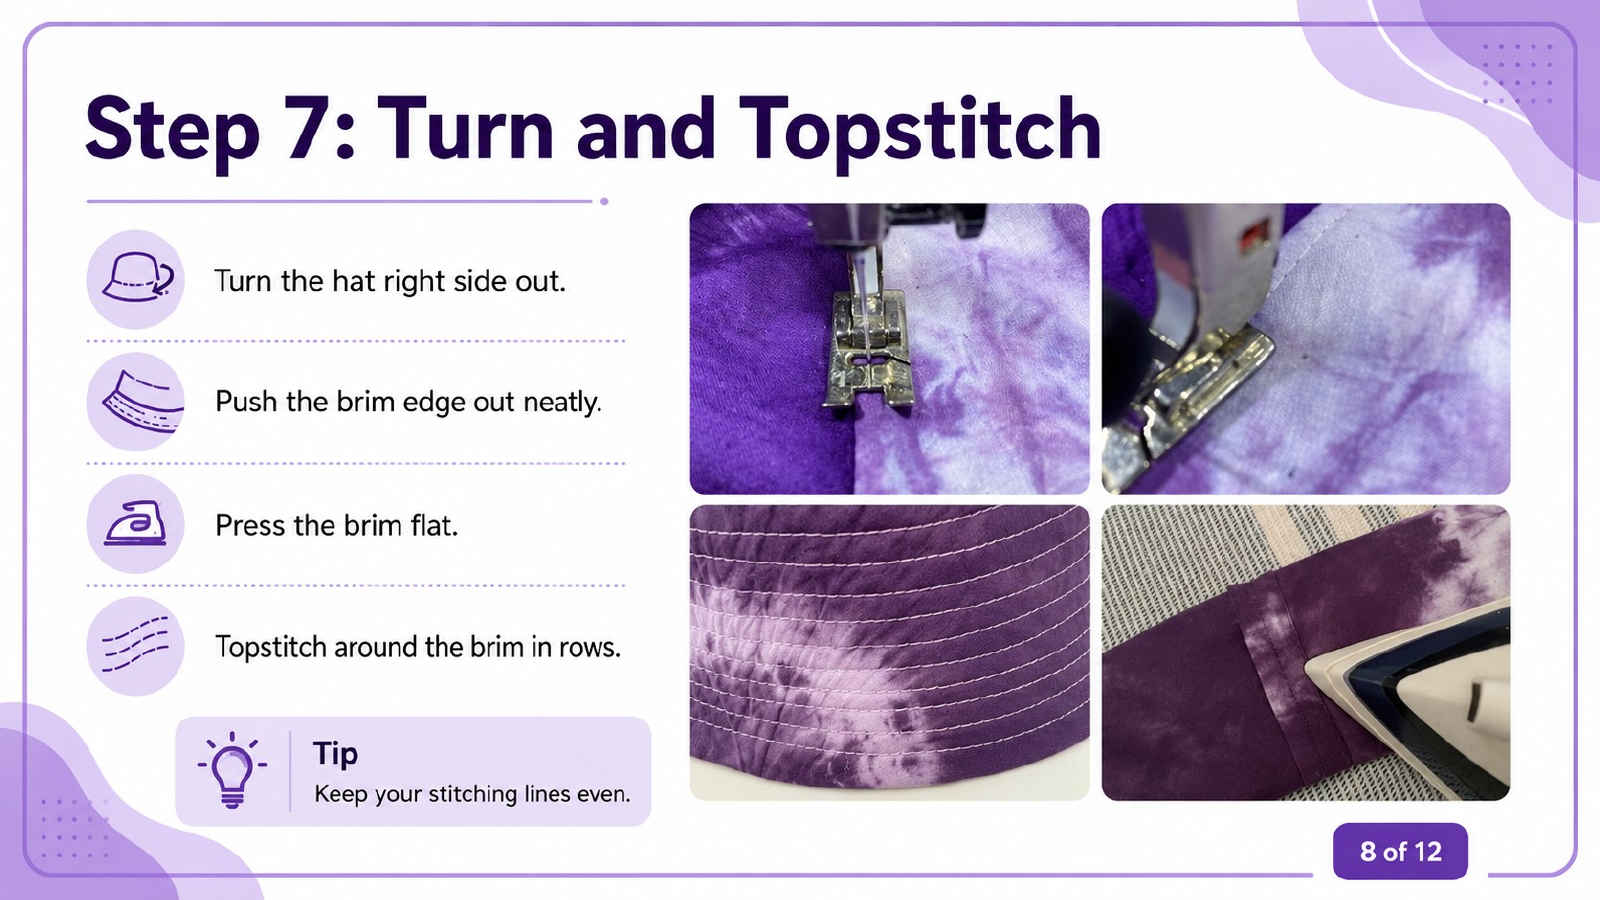 Step 7: Turn and Topstitch
Turn the hat right side out.
Push the brim edge out neatly.
Press the brim flat.
Topstitch around the brim in rows.
Tip
Keep your stitching lines even.
8 of 12